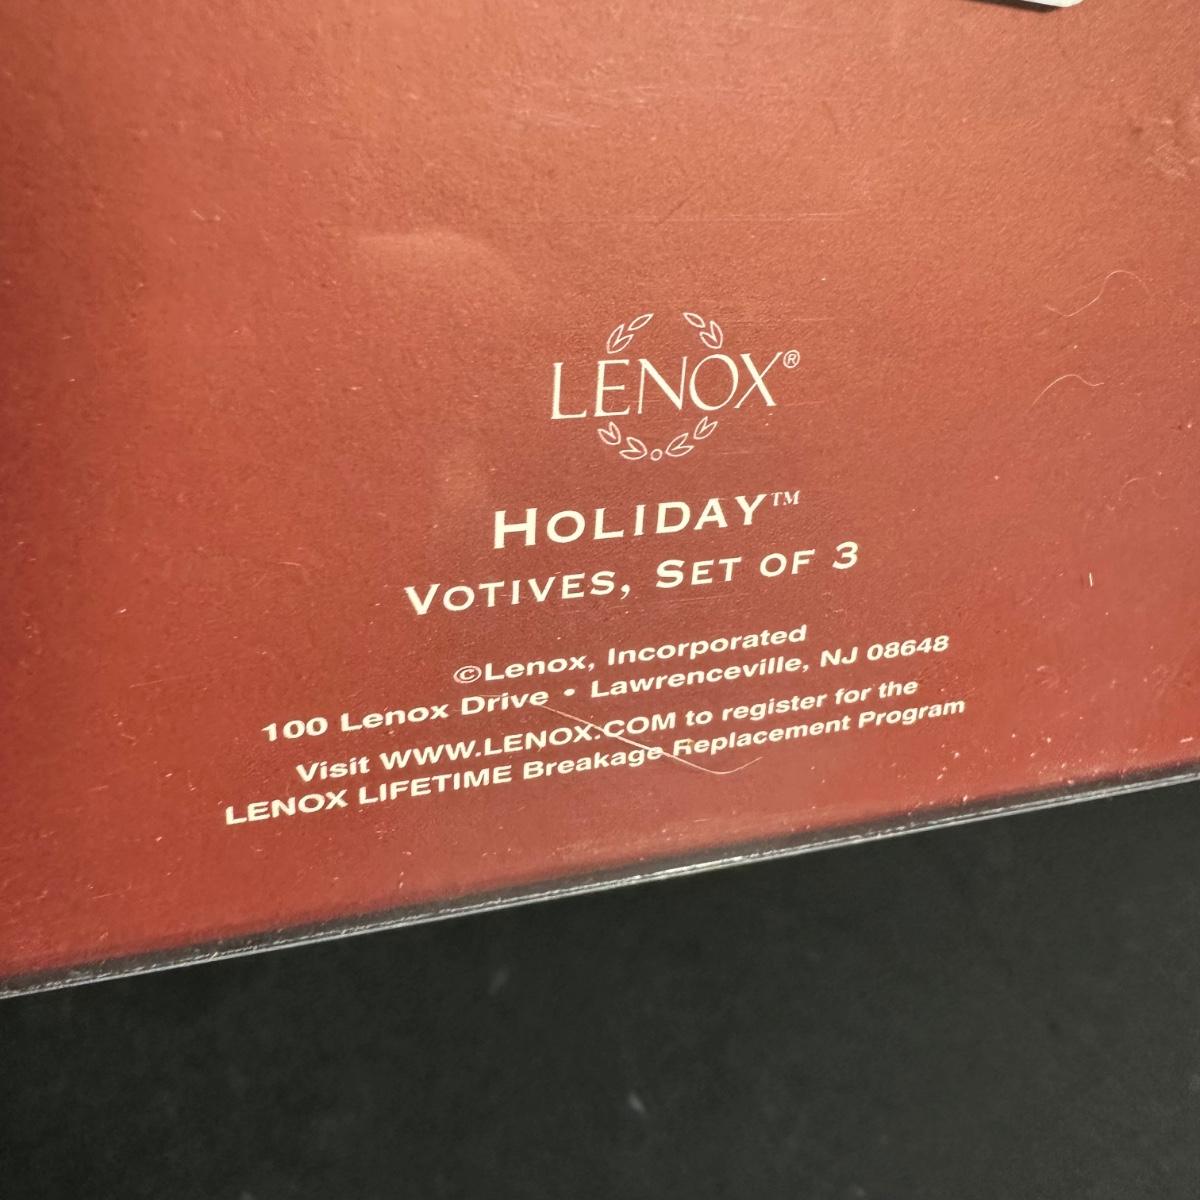 LENOX®
HOLIDAY™
VOTIVES, SET OF 3
©Lenox, Incorporated
100 Lenox Drive • Lawrenceville, NJ 08648
Visit WWW.LENOX.COM to register for the
LENOX LIFETIME Breakage Replacement Program